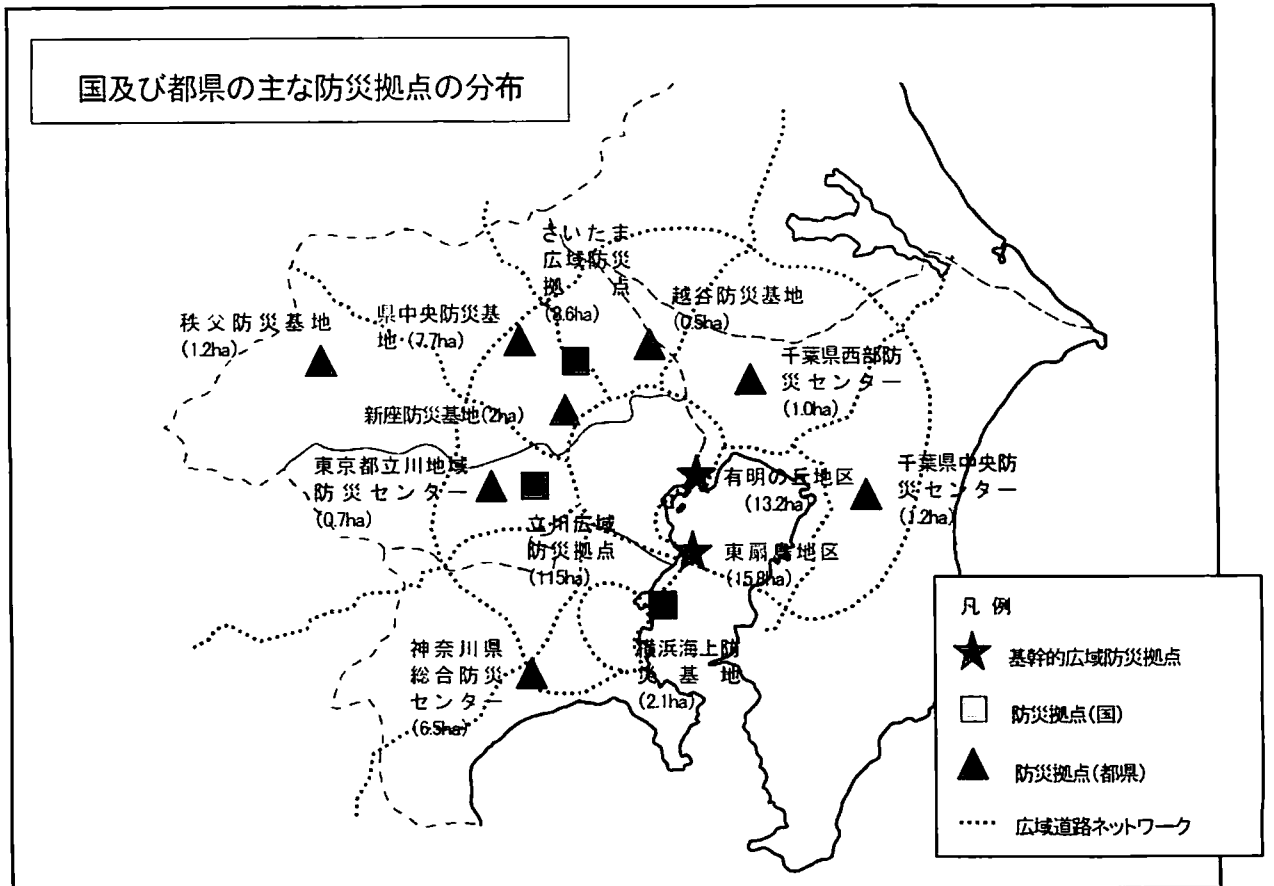 国及び都県の主な防災拠点の分布
さいたま
広域防災
拠点
越谷防災基地
(0.5ha)
秩父防災基地
(1.2ha)
県中央防災基
地 (7.7ha)
千葉県西部防
災センター
(1.0ha)
新座防災基地(2ha)
東京都立川地域
防災センター
(0.7ha)
有明の丘地区
(13.2ha)
千葉県中央防
災センター
(1.2ha)
立川広域
防災拠点
(115ha)
東扇島地区
(15.8ha)
神奈川県
総合防災
センター
(6.5ha)
横浜海上防
災基地
(2.1ha)
凡例
基幹的広域防災拠点
防災拠点(国)
防災拠点(都県)
広域道路ネットワーク